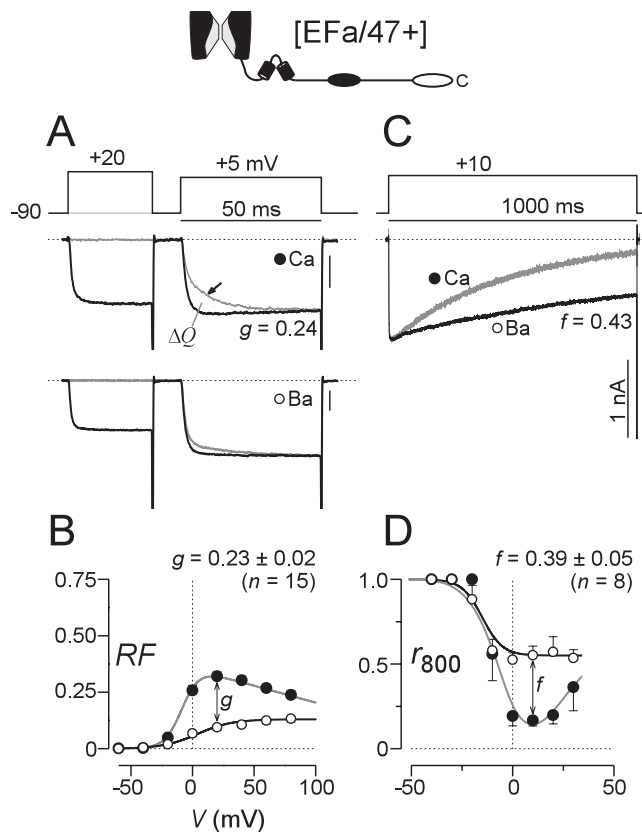 [EFa/47+]
C
A
+20
+5 mV
-90
50 ms
Ca
ΔQ
g = 0.24
Ba
C
+10
1000 ms
Ca
Ba
f = 0.43
1 nA
B
g = 0.23 ± 0.02
(n = 15)
0.75
0.50
0.25
0
RF
g
-50
0
50
100
V (mV)
D
f = 0.39 ± 0.05
(n = 8)
1.0
0.5
0
r800
f
-50
0
50